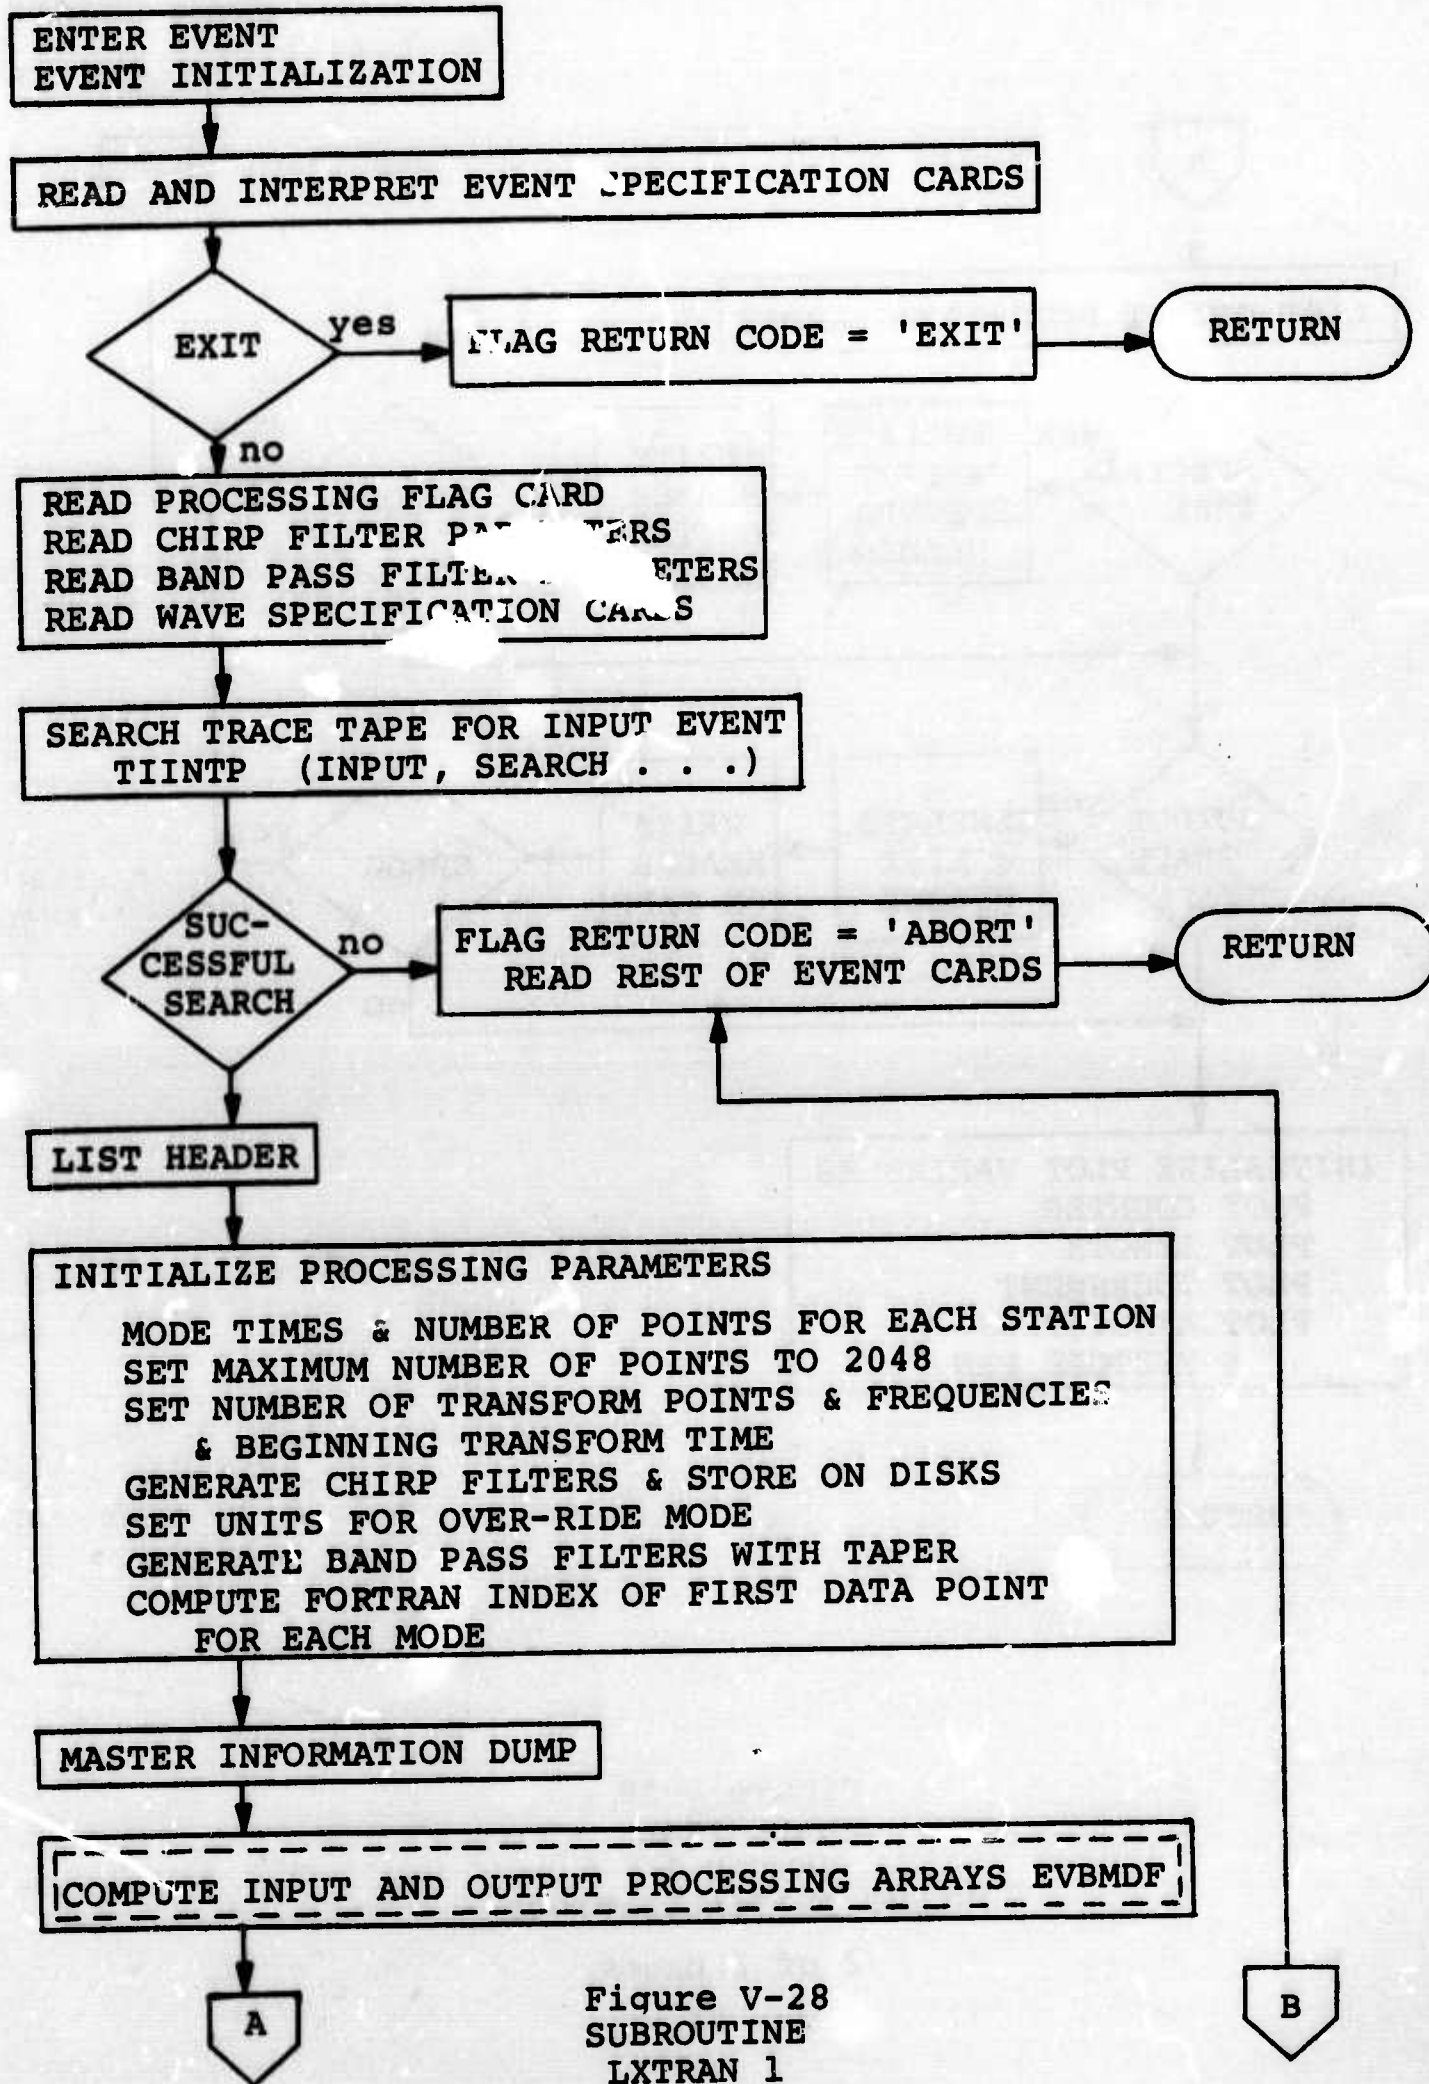 ENTER EVENT
EVENT INITIALIZATION
READ AND INTERPRET EVENT SPECIFICATION CARDS
EXIT
yes
FLAG RETURN CODE = 'EXIT'
RETURN
no
READ PROCESSING FLAG CARD
READ CHIRP FILTER PARAMETERS
READ BAND PASS FILTER PARAMETERS
READ WAVE SPECIFICATION CARDS
SEARCH TRACE TAPE FOR INPUT EVENT
TIINTP (INPUT, SEARCH . . .)
SUC-
CESSFUL
SEARCH
no
FLAG RETURN CODE = 'ABORT'
READ REST OF EVENT CARDS
RETURN
LIST HEADER
INITIALIZE PROCESSING PARAMETERS
MODE TIMES & NUMBER OF POINTS FOR EACH STATION
SET MAXIMUM NUMBER OF POINTS TO 2048
SET NUMBER OF TRANSFORM POINTS & FREQUENCIES
& BEGINNING TRANSFORM TIME
GENERATE CHIRP FILTERS & STORE ON DISKS
SET UNITS FOR OVER-RIDE MODE
GENERATE BAND PASS FILTERS WITH TAPER
COMPUTE FORTRAN INDEX OF FIRST DATA POINT
FOR EACH MODE
MASTER INFORMATION DUMP
COMPUTE INPUT AND OUTPUT PROCESSING ARRAYS EVBMDF
A
B
Figure V-28
SUBROUTINE
LXTRAN 1